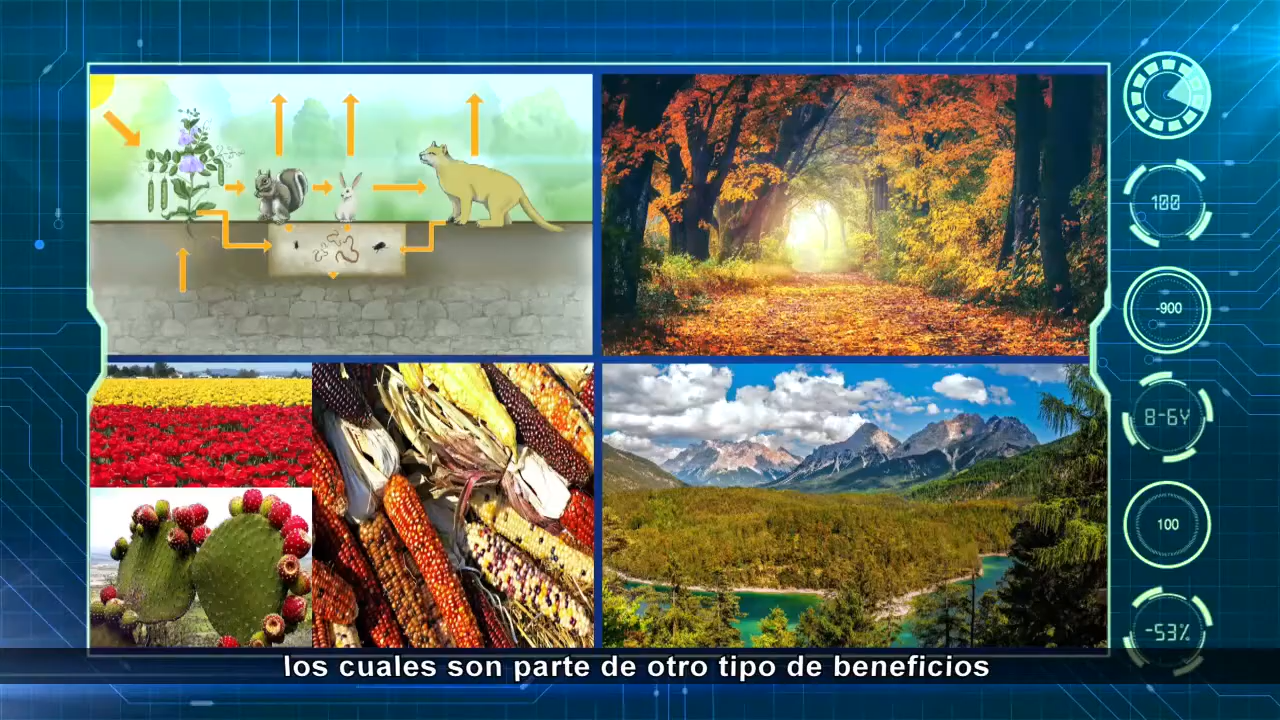 100
-900
8-6Y
100
-53%
los cuales son parte de otro tipo de beneficios